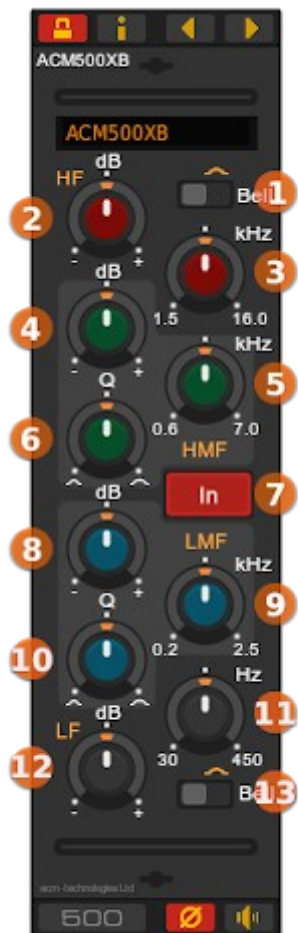 ACM500XB
ACM500XB
dB
HF
Bell 1
2
- +
kHz
3
dB
4
1.5 16.0
- +
kHz
5
Q
6
0.6 7.0
HMF
In 7
dB
LMF
8
kHz
- +
9
Q
10
0.2 2.5
Hz
11
dB
LF
12
30 450
Bell 13
- +
acm-technologies Ltd
500